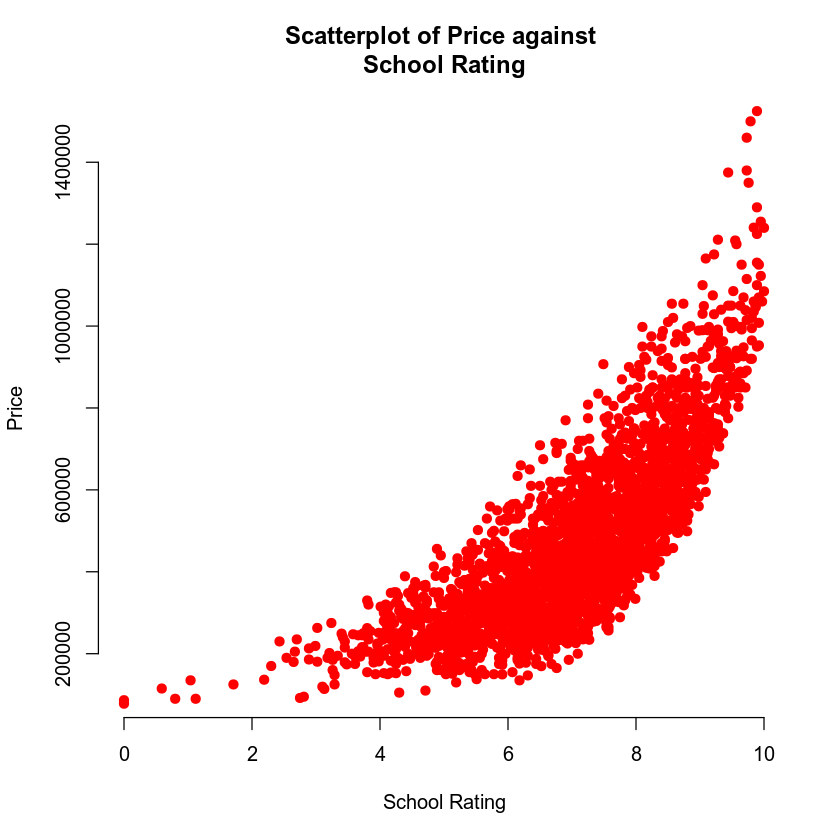 Scatterplot of Price against
School Rating
1400000
1000000
600000
200000
Price
0 2 4 6 8 10
School Rating